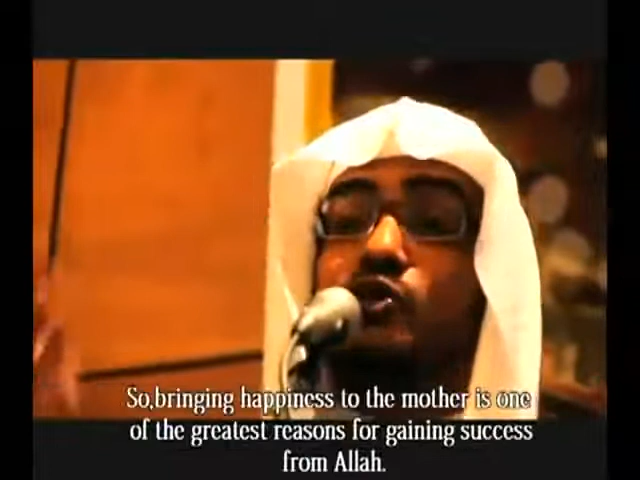 So,bringing happiness to the mother is one
of the greatest reasons for gaining success
from Allah.